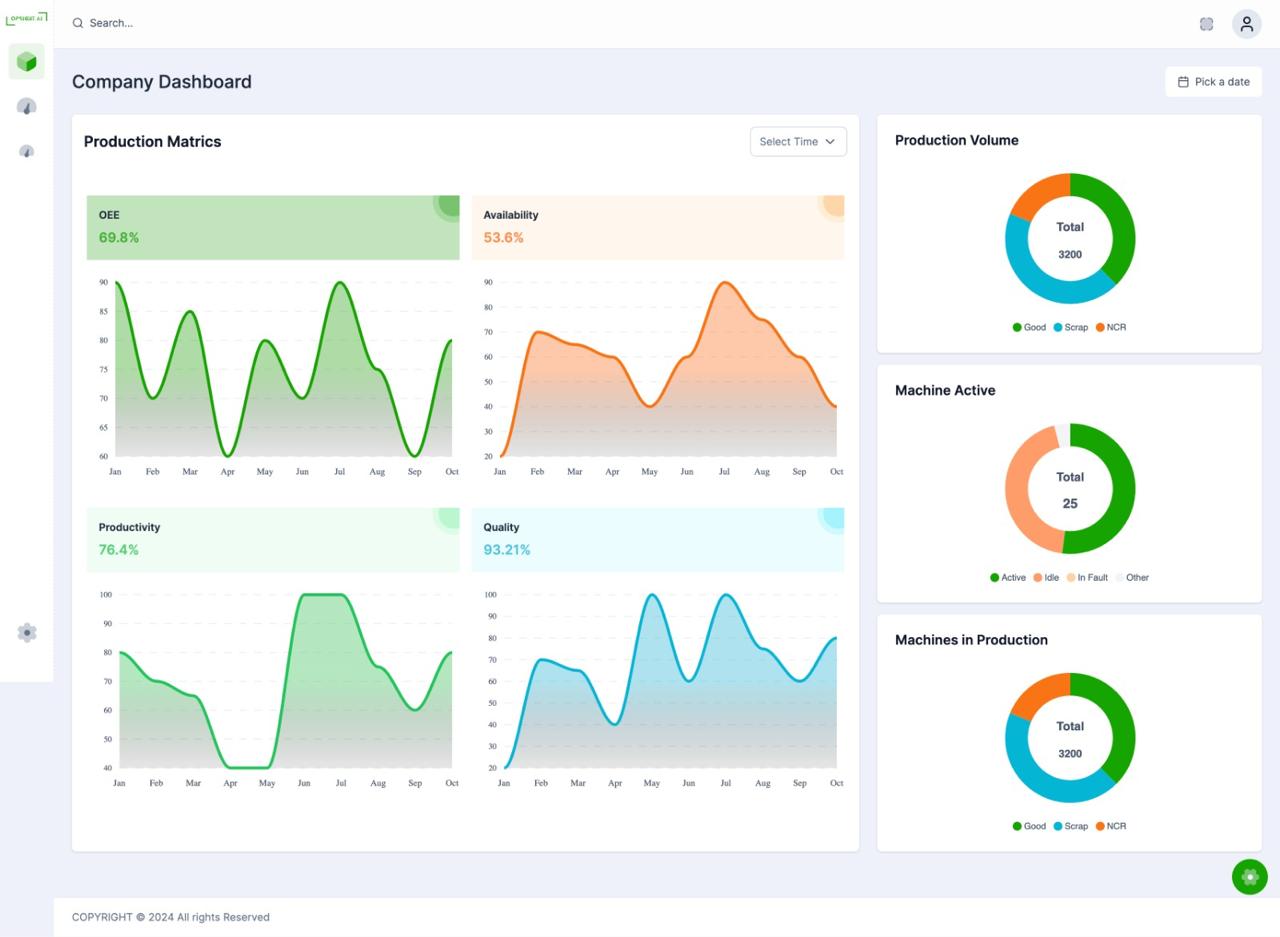 OPSIGHT AI
Search...
Company Dashboard
Pick a date
Production Matrics
Select Time
OEE
69.8%
90
85
80
75
70
65
60
Jan Feb Mar Apr May Jun Jul Aug Sep Oct
Availability
53.6%
90
80
70
60
50
40
30
20
Jan Feb Mar Apr May Jun Jul Aug Sep Oct
Productivity
76.4%
100
90
80
70
60
50
40
Jan Feb Mar Apr May Jun Jul Aug Sep Oct
Quality
93.21%
100
90
80
70
60
50
40
30
20
Jan Feb Mar Apr May Jun Jul Aug Sep Oct
Production Volume
Total
3200
Good Scrap NCR
Machine Active
Total
25
Active Idle In Fault Other
Machines in Production
Total
3200
Good Scrap NCR
COPYRIGHT © 2024 All rights Reserved